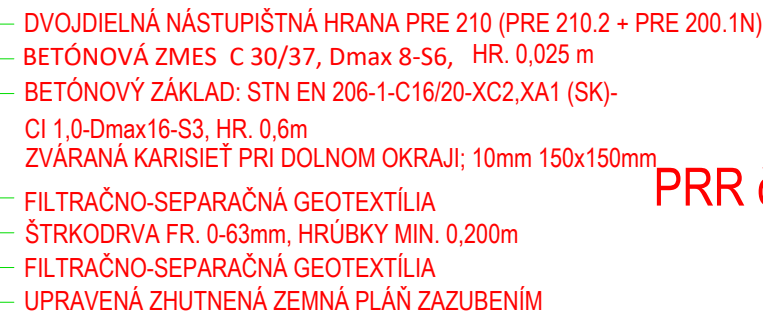 DVOJDIELNÁ NÁSTUPIŠTNÁ HRANA PRE 210 (PRE 210.2 + PRE 200.1N)
BETÓNOVÁ ZMES C 30/37, Dmax 8-S6, HR. 0,025 m
BETÓNOVÝ ZÁKLAD: STN EN 206-1-C16/20-XC2,XA1 (SK)-
CI 1,0-Dmax16-S3, HR. 0,6m
ZVÁRANÁ KARISIEŤ PRI DOLNOM OKRAJI; 10mm 150x150mm
PRR
FILTRAČNO-SEPARAČNÁ GEOTEXTÍLIA
ŠTRKODRVA FR. 0-63mm, HRÚBKY MIN. 0,200m
FILTRAČNO-SEPARAČNÁ GEOTEXTÍLIA
UPRAVENÁ ZHUTNENÁ ZEMNÁ PLÁŇ ZAZUBENÍM